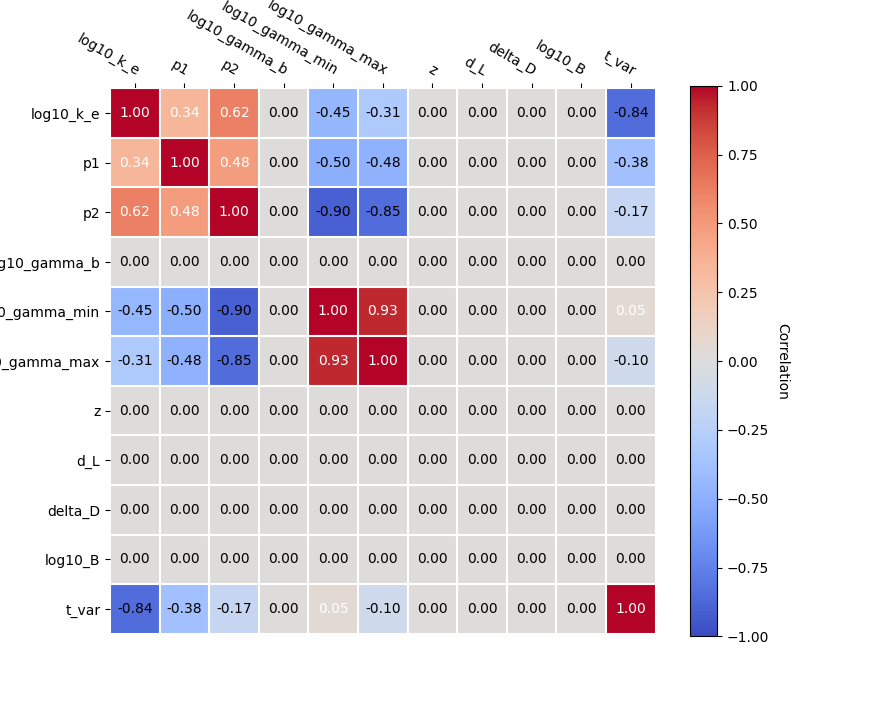 log10_k_e p1 p2 log10_gamma_b log10_gamma_min log10_gamma_max z d_L delta_D log10_B t_var
log10_k_e 1.00 0.34 0.62 0.00 -0.45 -0.31 0.00 0.00 0.00 0.00 -0.84
p1 0.34 1.00 0.48 0.00 -0.50 -0.48 0.00 0.00 0.00 0.00 -0.38
p2 0.62 0.48 1.00 0.00 -0.90 -0.85 0.00 0.00 0.00 0.00 -0.17
g10_gamma_b 0.00 0.00 0.00 0.00 0.00 0.00 0.00 0.00 0.00 0.00 0.00
0_gamma_min -0.45 -0.50 -0.90 0.00 1.00 0.93 0.00 0.00 0.00 0.00 0.05
_gamma_max -0.31 -0.48 -0.85 0.00 0.93 1.00 0.00 0.00 0.00 0.00 -0.10
z 0.00 0.00 0.00 0.00 0.00 0.00 0.00 0.00 0.00 0.00 0.00
d_L 0.00 0.00 0.00 0.00 0.00 0.00 0.00 0.00 0.00 0.00 0.00
delta_D 0.00 0.00 0.00 0.00 0.00 0.00 0.00 0.00 0.00 0.00 0.00
log10_B 0.00 0.00 0.00 0.00 0.00 0.00 0.00 0.00 0.00 0.00 0.00
t_var -0.84 -0.38 -0.17 0.00 0.05 -0.10 0.00 0.00 0.00 0.00 1.00
1.00
0.75
0.50
0.25
0.00
−0.25
−0.50
−0.75
−1.00
Correlation